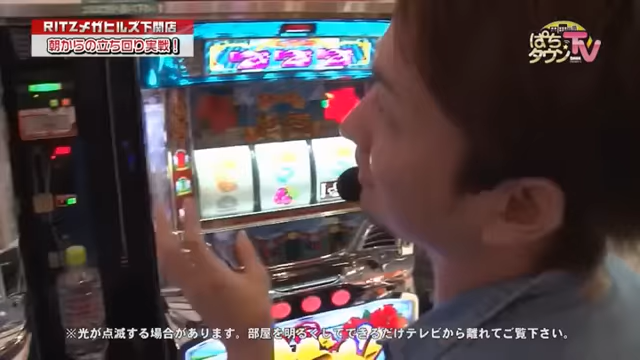 RITZメガヒルズ下関店
朝からの立ち回り実戦!
ぱち
タウンTV
777
※光が点滅する場合があります。部屋を明るくしてできるだけテレビから離れてご覧下さい。